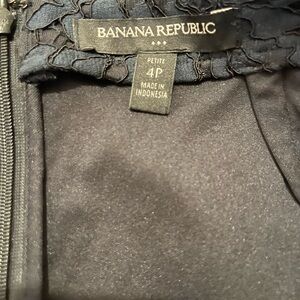 BANANA REPUBLIC
PETITE
4P
MADE IN
INDONESIA